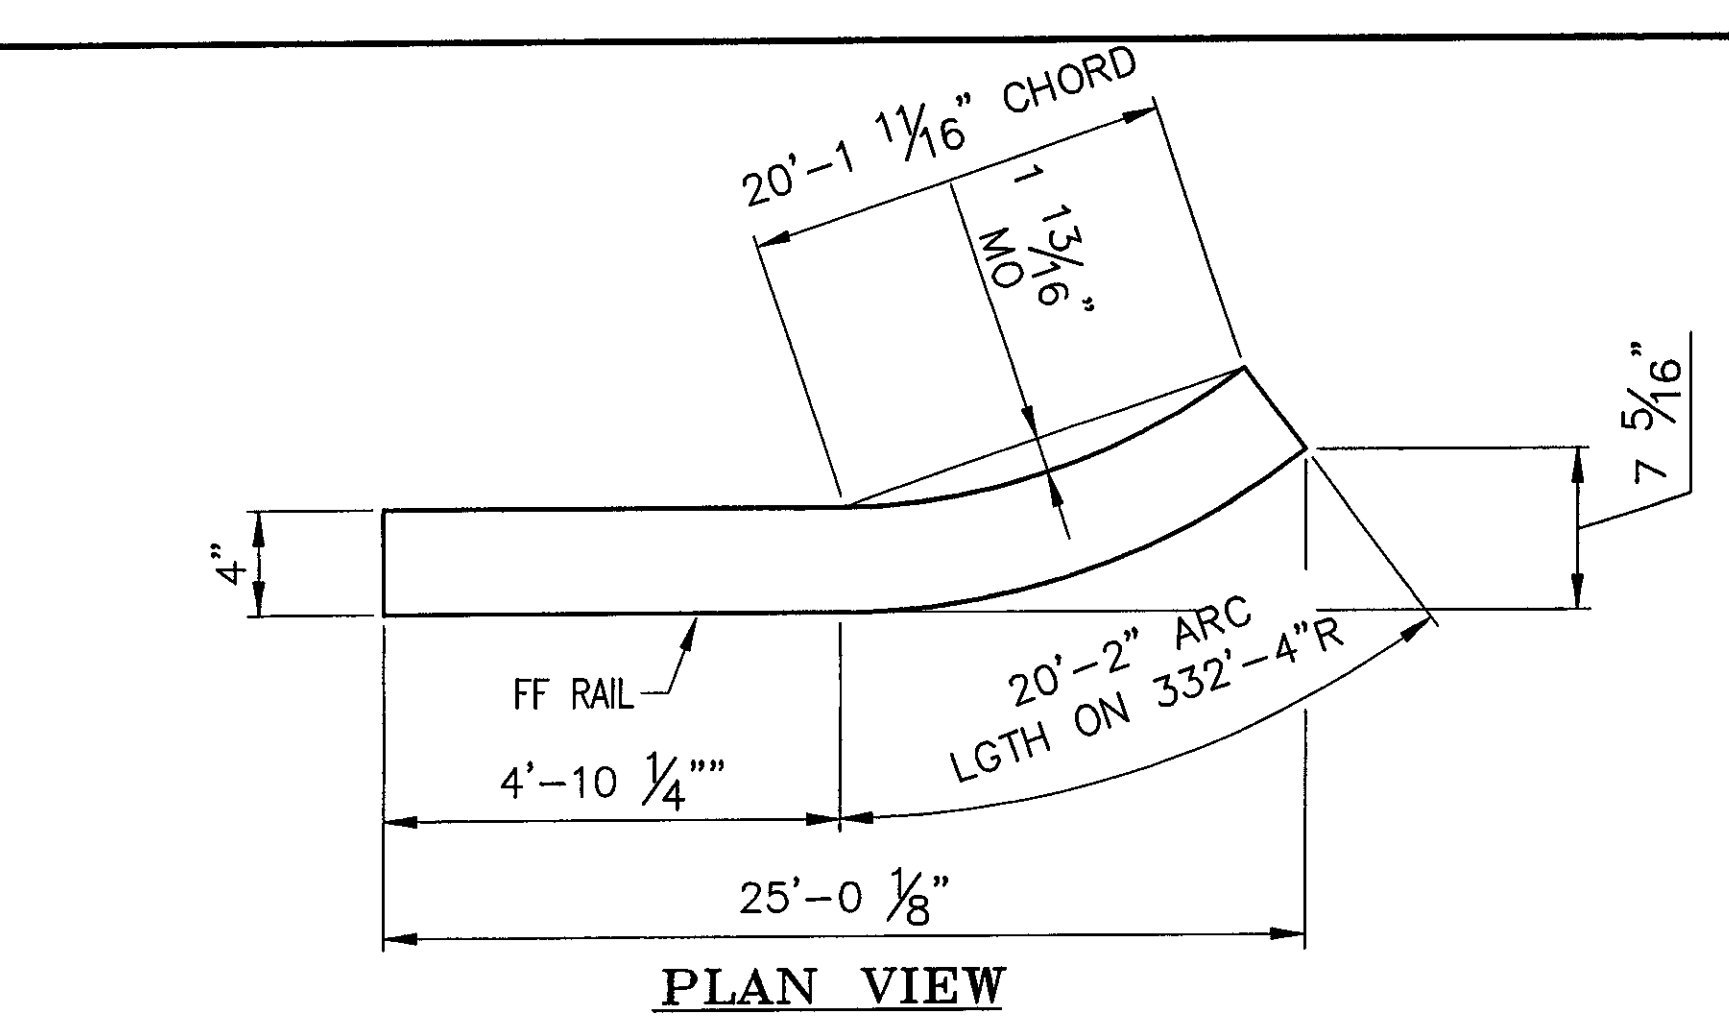 20'-1 11/16" CHORD
1 13/16"
MO
7 5/16"
4"
FF RAIL
20'-2" ARC
LGTH ON 332'-4"R
4'-10 1/4""
25'-0 1/8"
PLAN VIEW